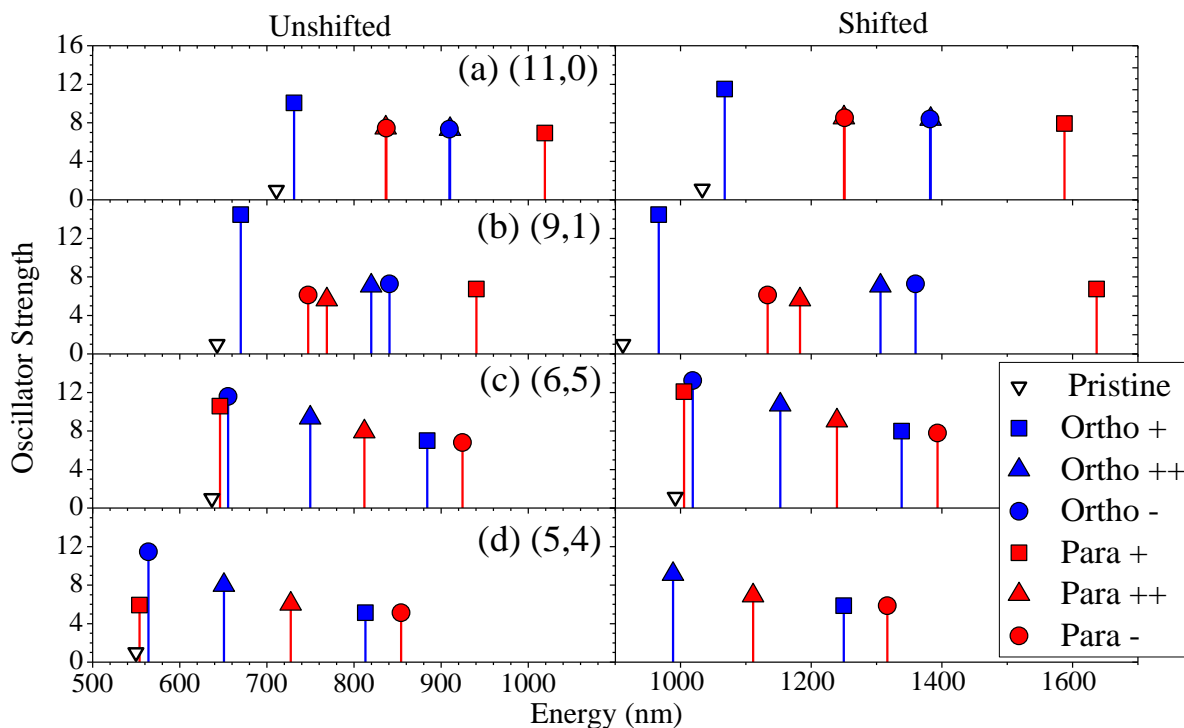 Unshifted Shifted
16
12
8
4
0
(a) (11,0)
12
8
4
0
(b) (9,1)
12
8
4
0
(c) (6,5)
12
8
4
0
(d) (5,4)
Oscillator Strength
Pristine
Ortho +
Ortho ++
Ortho -
Para +
Para ++
Para -
500 600 700 800 900 1000 1000 1200 1400 1600
Energy (nm)